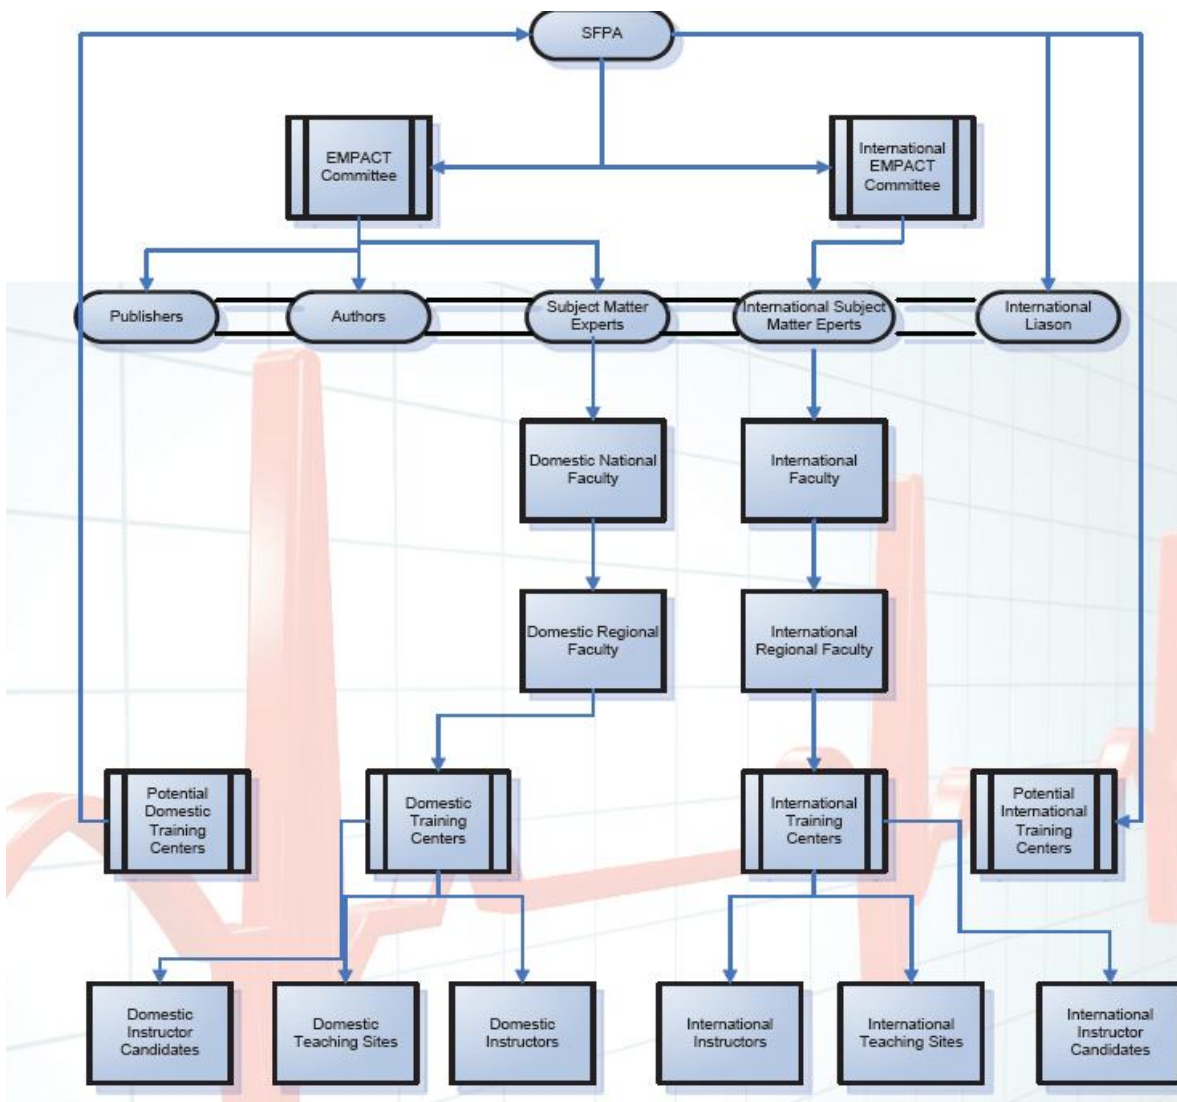 SFPA
EMPACT
Committee
International
EMPACT
Committee
Publishers
Authors
Subject Matter
Experts
International Subject
Matter Eperts
International
Liason
Domestic National
Faculty
International
Faculty
Domestic Regional
Faculty
International
Regional Faculty
Potential
Domestic
Training
Centers
Domestic
Training
Centers
International
Training
Centers
Potential
International
Training
Centers
Domestic
Instructor
Candidates
Domestic
Teaching Sites
Domestic
Instructors
International
Instructors
International
Teaching Sites
International
Instructor
Candidates